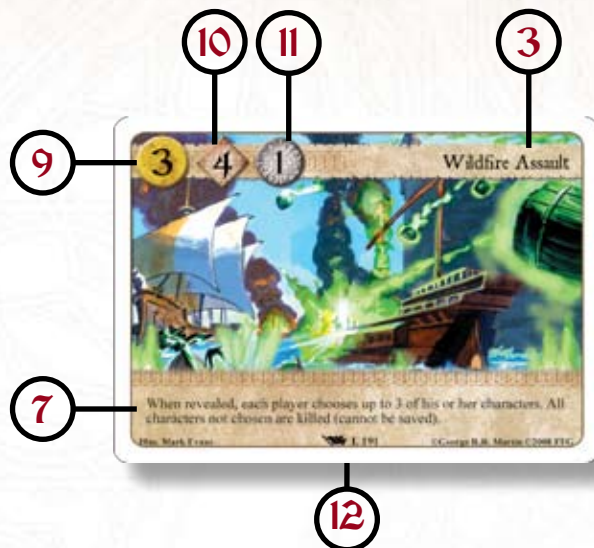 10 11 3
9
3 4 1 Wildfire Assault
7
When revealed, each player chooses up to 3 of his or her characters. All
characters not chosen are killed (cannot be saved).
Illus. Mark Evans L 191 ©George R.R. Martin ©2008 FFG
12